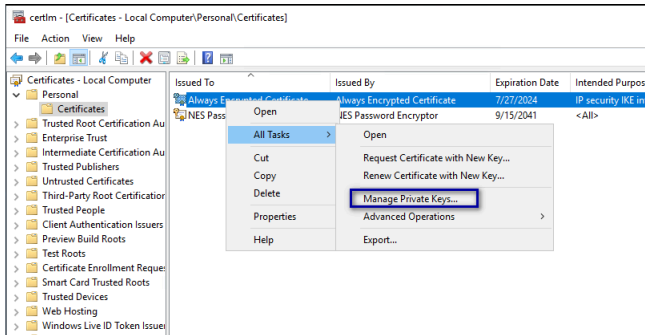 certlm - [Certificates - Local Computer\Personal\Certificates]
File Action View Help
Certificates - Local Computer
Personal
Certificates
Trusted Root Certification Au
Enterprise Trust
Intermediate Certification Au
Trusted Publishers
Untrusted Certificates
Third-Party Root Certification
Trusted People
Client Authentication Issuers
Preview Build Roots
Test Roots
Certificate Enrollment Reques
Smart Card Trusted Roots
Trusted Devices
Web Hosting
Windows Live ID Token Issuer
Issued To Issued By Expiration Date Intended Purpos
Always Encrypted Certificate Always Encrypted Certificate 7/27/2024 IP security IKE in
NES Pass NES Password Encryptor 9/15/2041 <All>
Open
All Tasks
Cut
Copy
Delete
Properties
Help
Open
Request Certificate with New Key...
Renew Certificate with New Key...
Manage Private Keys...
Advanced Operations
Export...